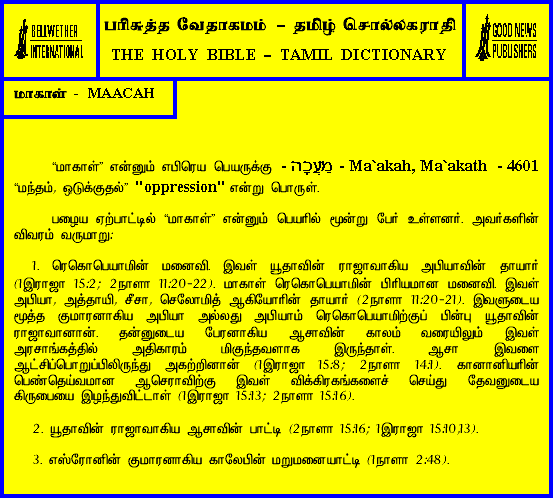 BELLWETHER
INTERNATIONAL
பரிசுத்த வேதாகமம் – தமிழ் சொல்லகராதி
THE HOLY BIBLE – TAMIL DICTIONARY
GOOD NEWS
PUBLISHERS
மாகாள் - MAACAH
“மாகாள்” என்னும் எபிரெய பெயருக்கு - מַעֲכָה - Ma`akah, Ma`akath - 4601
“மந்தம், ஒடுக்குதல்” "oppression" என்று பொருள்.
பழைய ஏற்பாட்டில் “மாகாள்” என்னும் பெயரில் மூன்று பேர் உள்ளனர். அவர்களின்
விவரம் வருமாறு:
1. ரெகொபெயாமின் மனைவி. இவள் யூதாவின் ராஜாவாகிய அபியாவின் தாயார்
(1இராஜா 15:2; 2நாளா 11:20-22). மாகாள் ரெகொபெயாமின் பிரியமான மனைவி. இவள்
அபியா, அத்தாயி, சீசா, செலோமித் ஆகியோரின் தாயார் (2நாளா 11:20-21). இவளுடைய
மூத்த குமாரனாகிய அபியா அல்லது அபியாம் ரெகொபெயாமிற்குப் பின்பு யூதாவின்
ராஜாவானான். தன்னுடைய பேரனாகிய ஆசாவின் காலம் வரையிலும் இவள்
அரசாங்கத்தில் அதிகாரம் மிகுந்தவளாக இருந்தாள். ஆசா இவளை
ஆட்சிப்பொறுப்பிலிருந்து அகற்றினான் (1இராஜா 15:8; 2நாளா 14:1). கானானியரின்
பெண்தெய்வமான ஆசெராவிற்கு இவள் விக்கிரகங்களைச் செய்து தேவனுடைய
கிருபையை இழந்துவிட்டாள் (1இராஜா 15:13; 2நாளா 15:16).
2. யூதாவின் ராஜாவாகிய ஆசாவின் பாட்டி (2நாளா 15:16; 1இராஜா 15:10,13).
3. எஸ்ரோனின் குமாரனாகிய காலேபின் மறுமனையாட்டி (1நாளா 2:48).